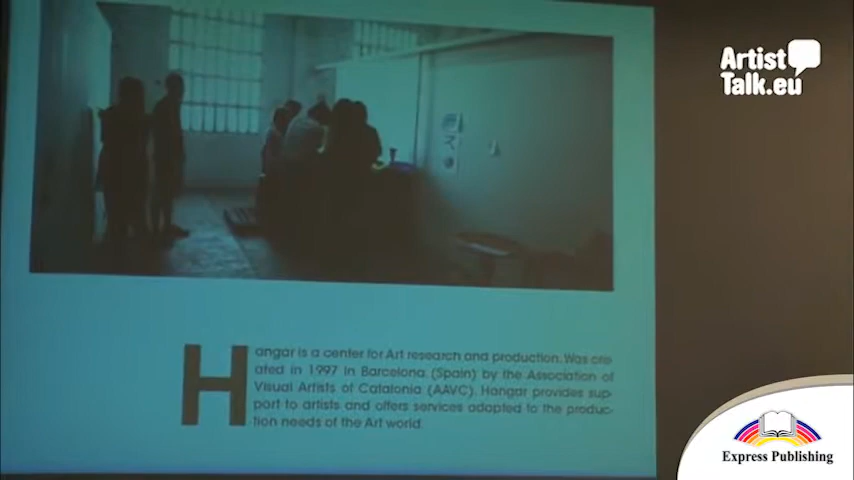 Artist
Talk.eu
Hangar is a center for Art research and production. Was cre-
ated in 1997 in Barcelona, (Spain) by the Association of
Visual Artists of Catalonia (AAVC). Hangar provides sup-
port to artists and offers services adapted to the produc-
tion needs of the Art world.
Express Publishing